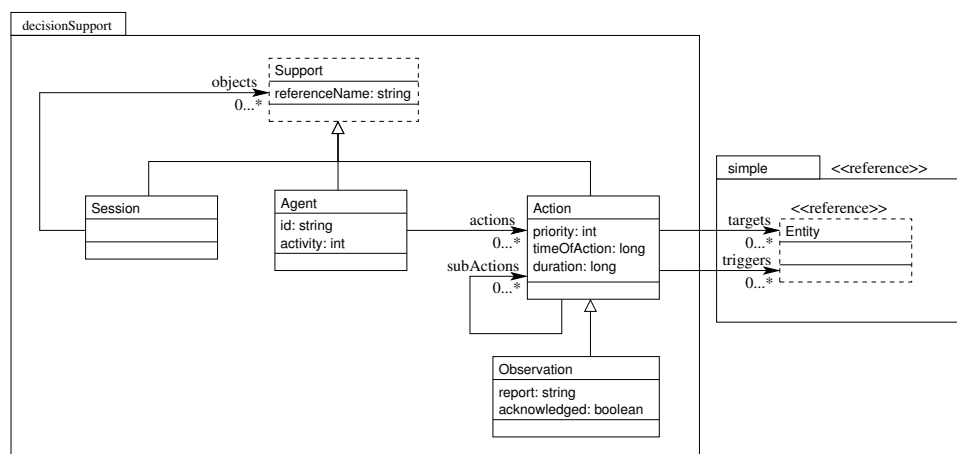 decisionSupport
Support
referenceName: string
objects
0...*
simple
<<reference>>
Session
Agent
id: string
activity: int
actions
0...*
Action
priority: int
timeOfAction: long
duration: long
subActions
0...*
targets
0...*
triggers
0...*
<<reference>>
Entity
Observation
report: string
acknowledged: boolean